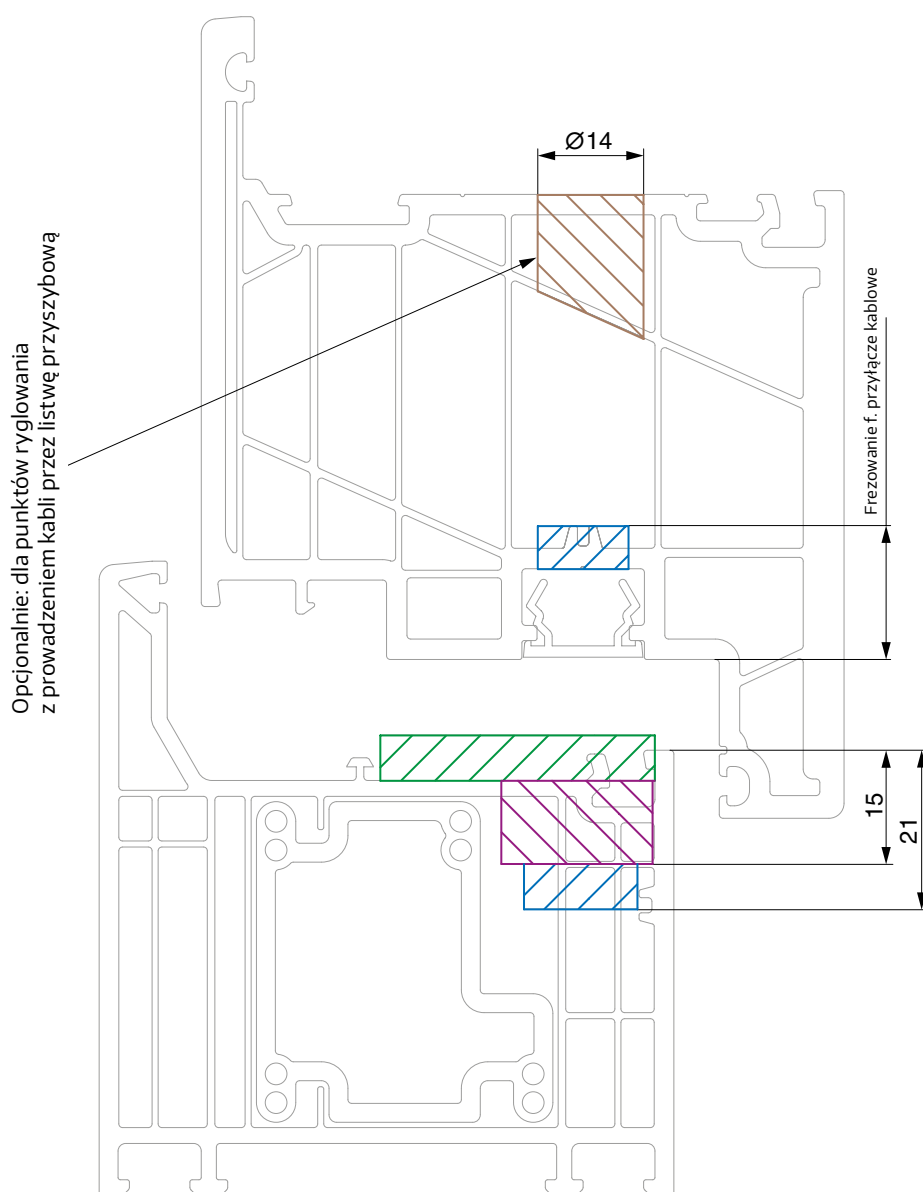 Ø14
Opcjonalnie: dla punktów ryglowania
z prowadzeniem kabli przez listwę przyszybową
Frezowanie f. przyłącze kablowe
15
21